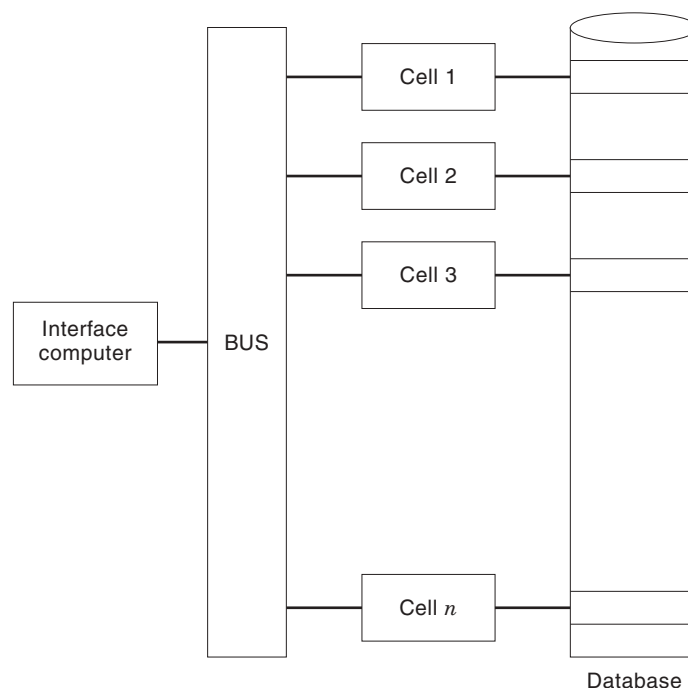 Cell 1
Cell 2
Cell 3
Interface
computer
BUS
Cell n
Database